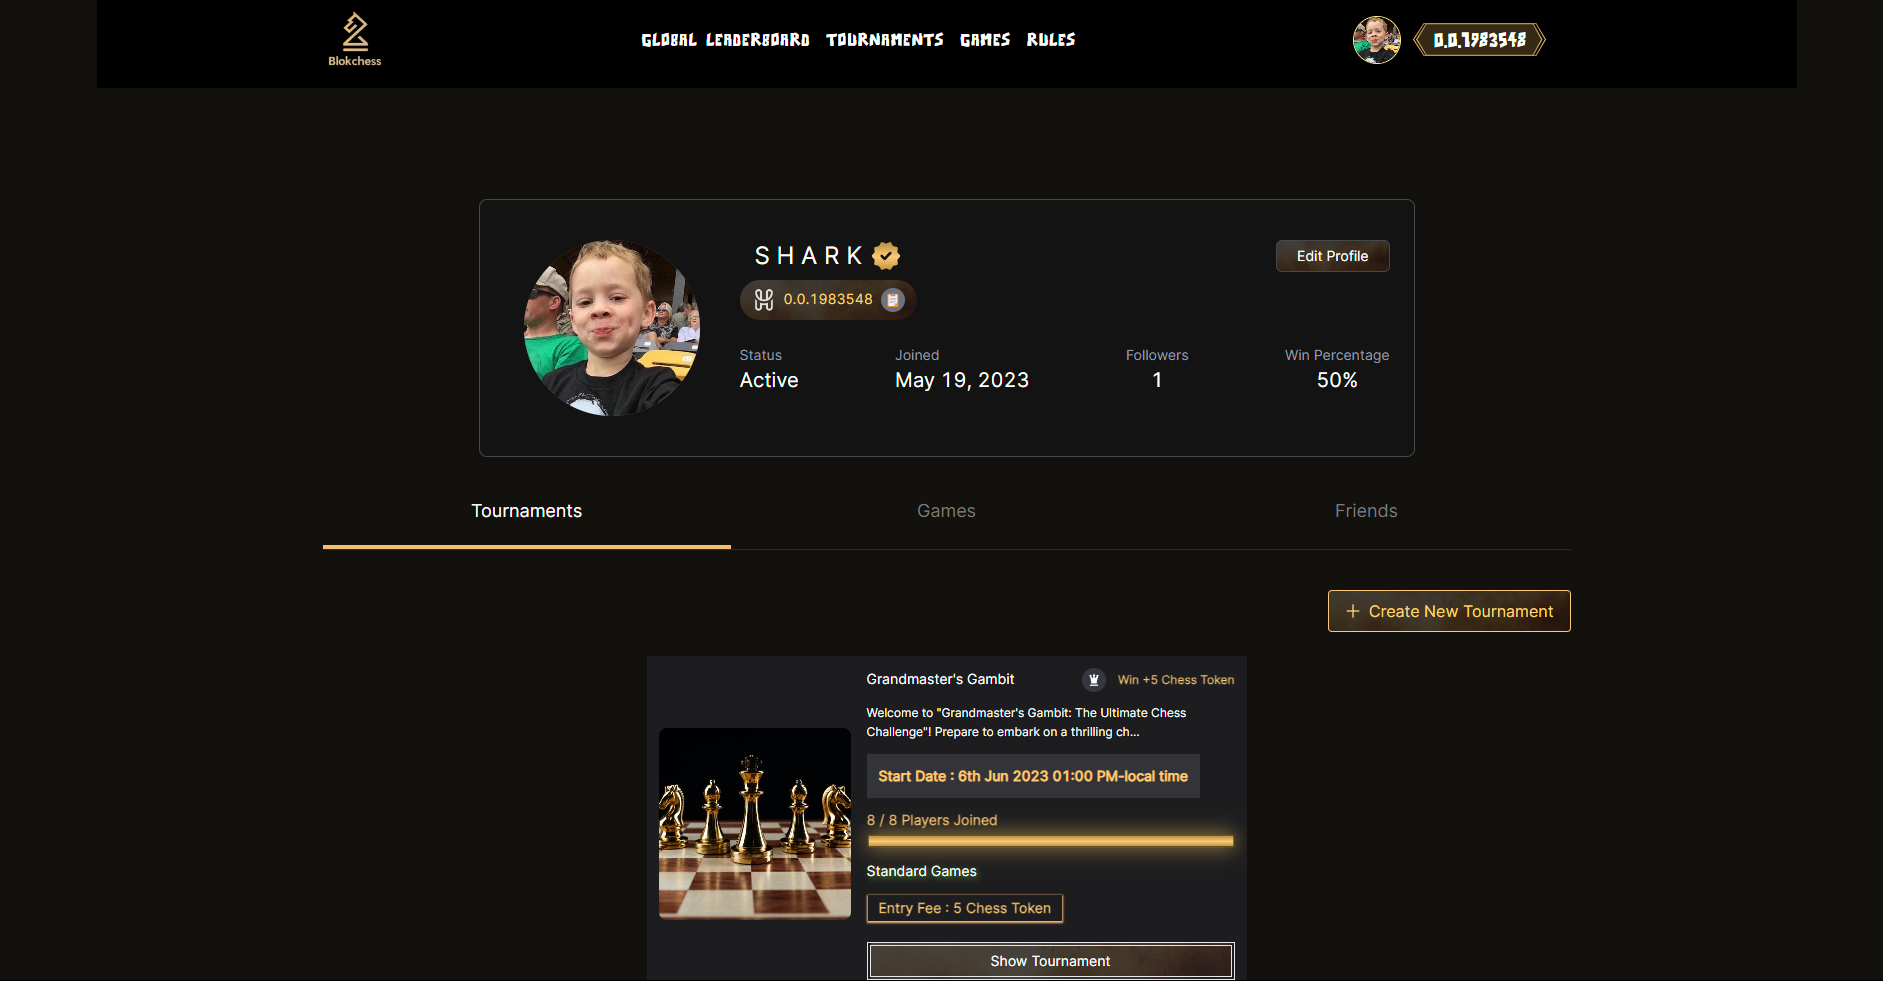 Blokchess
GLOBAL LEADERBOARD TOURNAMENTS GAMES RULES
0.0.1983548
SHARK
Edit Profile
0.0.1983548
Status
Active
Joined
May 19, 2023
Followers
1
Win Percentage
50%
Tournaments
Games
Friends
+ Create New Tournament
Grandmaster's Gambit
Win +5 Chess Token
Welcome to "Grandmaster's Gambit: The Ultimate Chess
Challenge"! Prepare to embark on a thrilling ch...
Start Date : 6th Jun 2023 01:00 PM-local time
8 / 8 Players Joined
Standard Games
Entry Fee : 5 Chess Token
Show Tournament